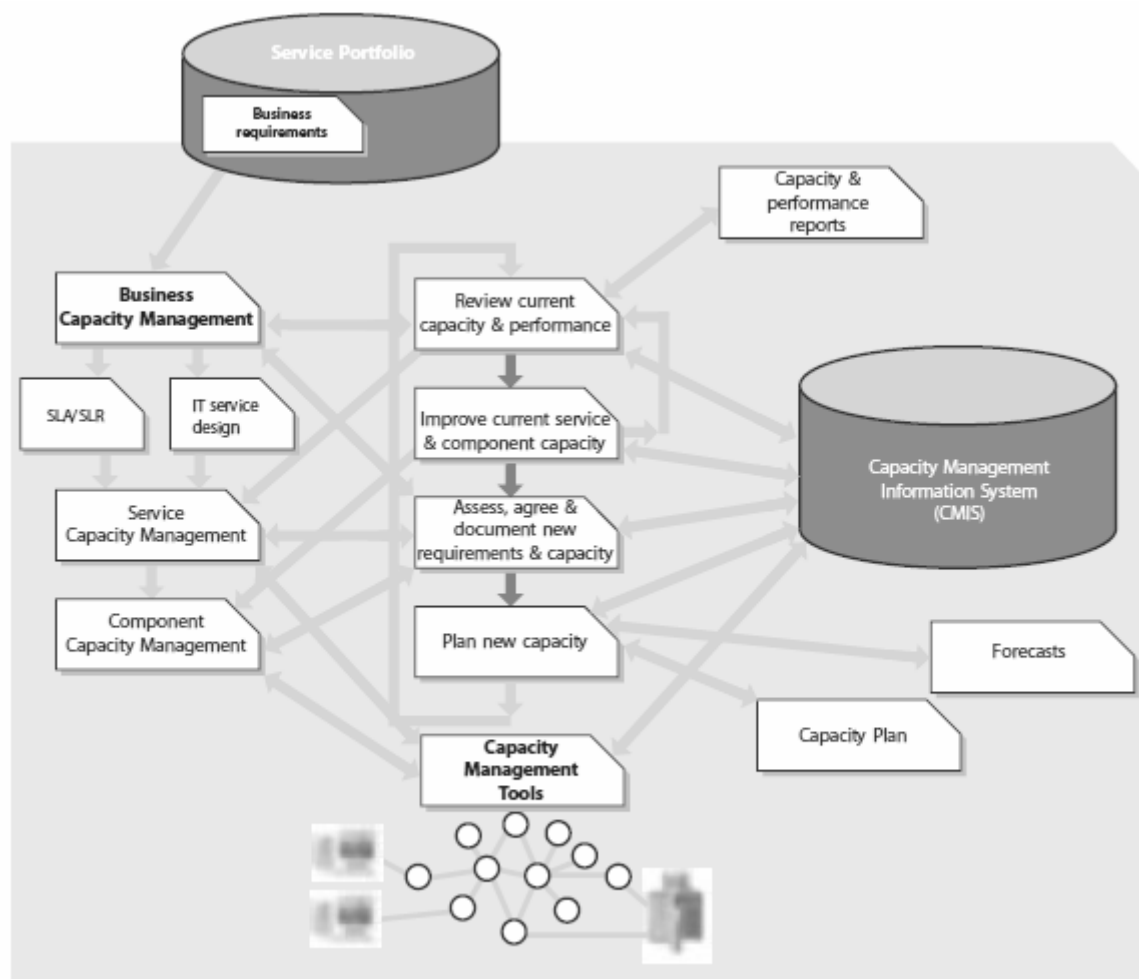 Service Portfolio
Business
requirements
Capacity &
performance
reports
Business
Capacity Management
Review current
capacity & performance
SLA/SLR
IT service
design
Improve current service
& component capacity
Capacity Management
Information System
(CMIS)
Service
Capacity Management
Assess, agree &
document new
requirements & capacity
Component
Capacity Management
Plan new capacity
Forecasts
Capacity Plan
Capacity
Management
Tools